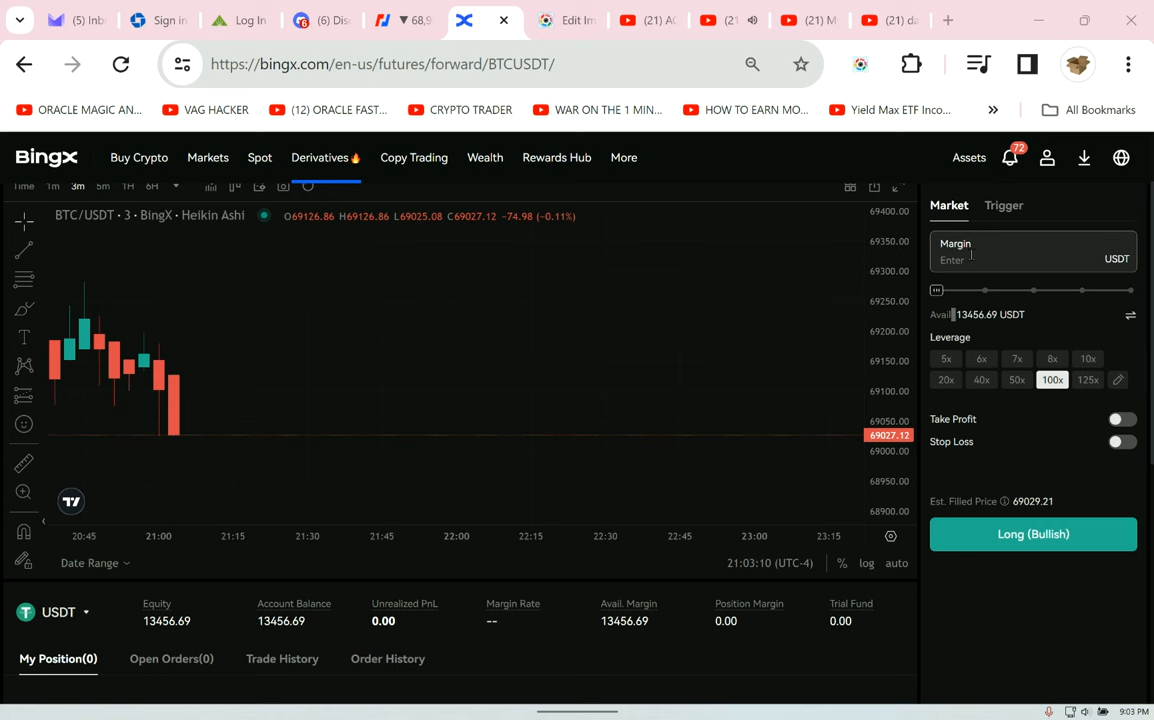 (5) Inb
Sign in
Log In
(6) Dis
▼ 68,9
Edit Im
(21) A
(21
(21) M
(21) da
https://bingx.com/en-us/futures/forward/BTCUSDT/
ORACLE MAGIC AN...
VAG HACKER
(12) ORACLE FAST...
CRYPTO TRADER
WAR ON THE 1 MIN...
HOW TO EARN MO...
Yield Max ETF Inco...
»
All Bookmarks
BingX
Buy Crypto
Markets
Spot
Derivatives🔥
Copy Trading
Wealth
Rewards Hub
More
Assets
72
Time 1m 3m 5m 1H 6H
BTC/USDT · 3 · BingX · Heikin Ashi
O69126.86 H69126.86 L69025.08 C69027.12 −74.98 (−0.11%)
69400.00
69350.00
69300.00
69250.00
69200.00
69150.00
69100.00
69050.00
69027.12
69000.00
68950.00
68900.00
20:45 21:00 21:15 21:30 21:45 22:00 22:15 22:30 22:45 23:00 23:15
Date Range
21:03:10 (UTC-4) % log auto
Market Trigger
Margin
Enter USDT
Avail 13456.69 USDT
Leverage
5x 6x 7x 8x 10x
20x 40x 50x 100x 125x
Take Profit
Stop Loss
Est. Filled Price 69029.21
Long (Bullish)
USDT
Equity Account Balance Unrealized PnL Margin Rate Avail. Margin Position Margin Trial Fund
13456.69 13456.69 0.00 -- 13456.69 0.00 0.00
My Position(0) Open Orders(0) Trade History Order History
9:03 PM